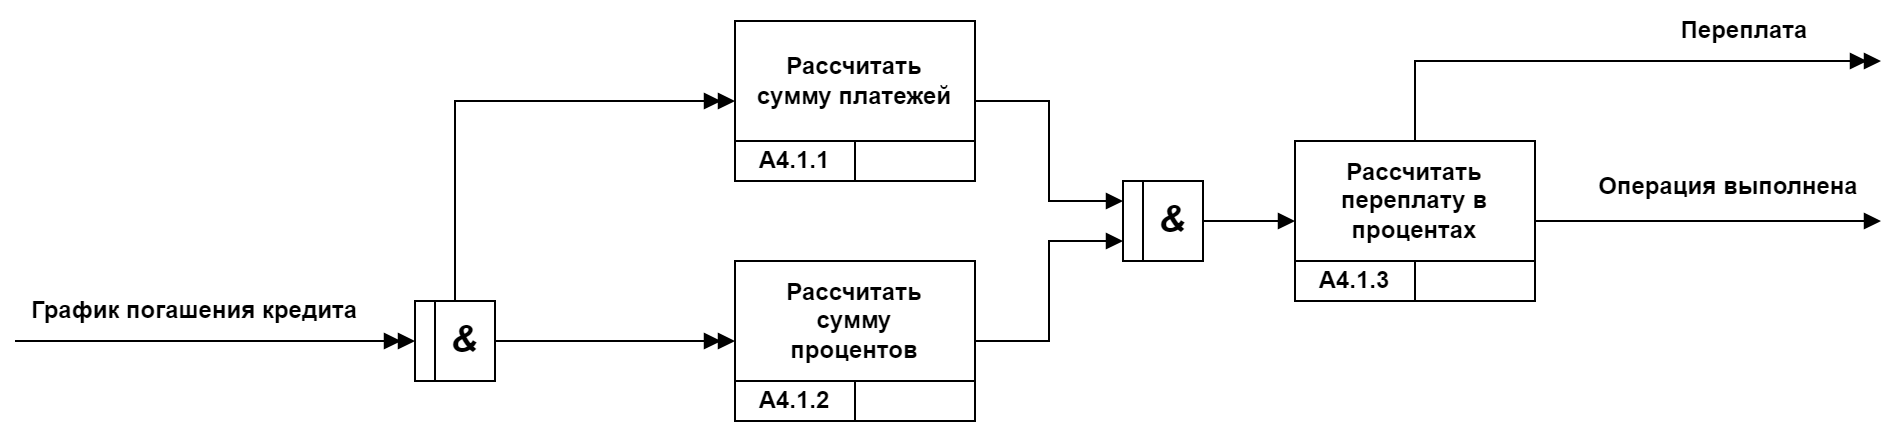 Переплата
Рассчитать
сумму платежей
A4.1.1
Рассчитать
переплату в
процентах
A4.1.3
Операция выполнена
&
График погашения кредита
&
Рассчитать
сумму
процентов
A4.1.2